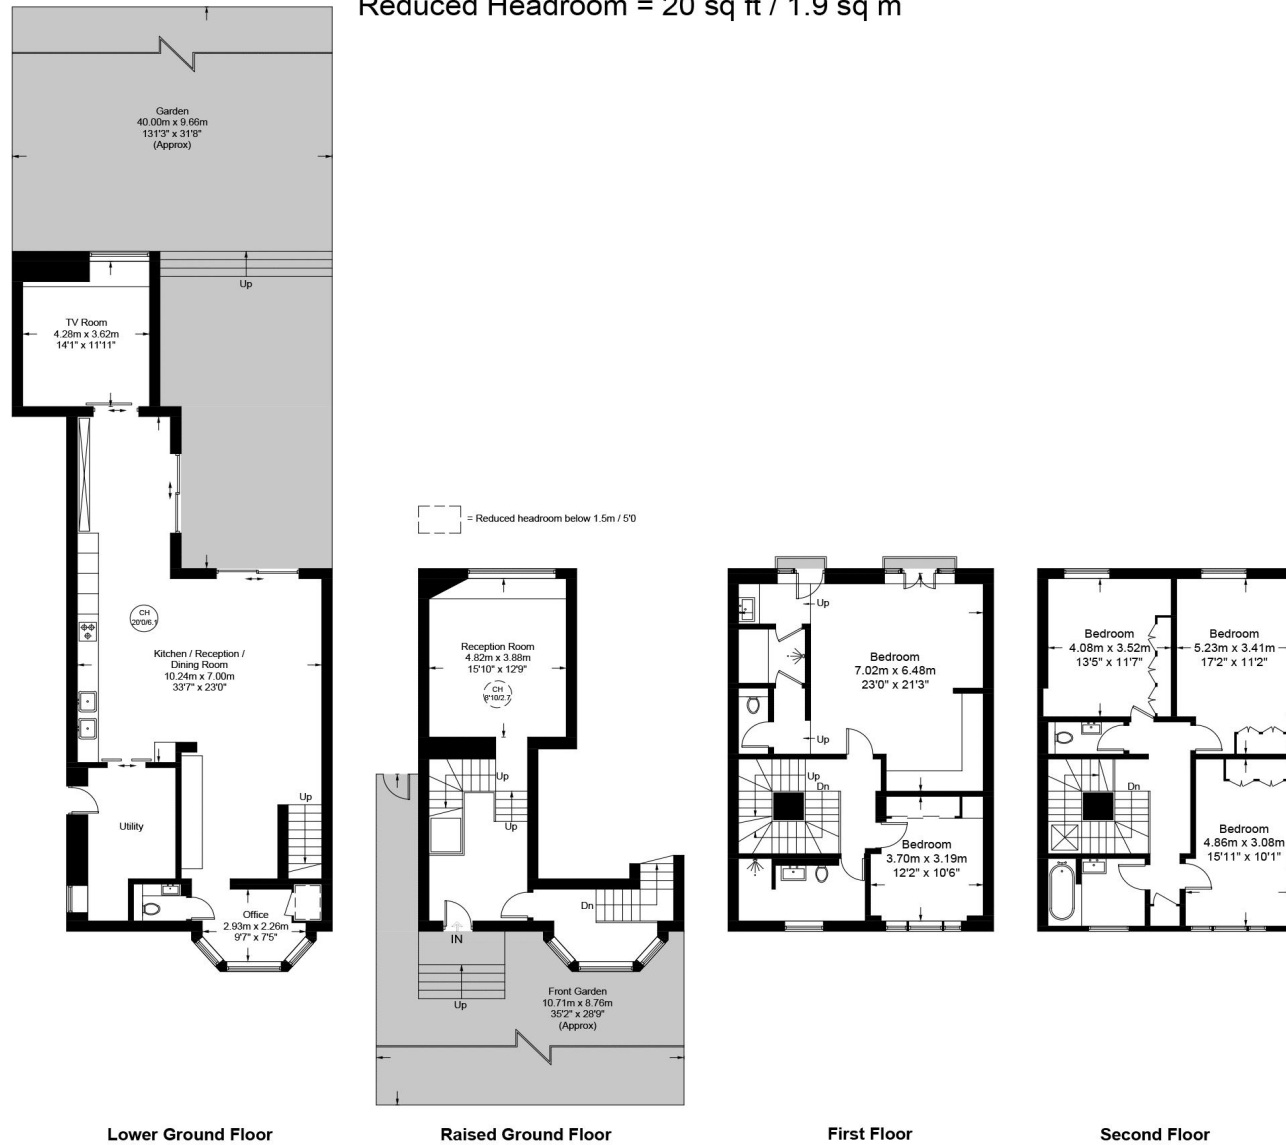 Reduced Headroom = 20 sq ft / 1.9 sq m
Garden
40.00m x 9.66m
131'3" x 31'8"
(Approx)
Up
TV Room
4.28m x 3.62m
14'1" x 11'11"
CH
20'0/6.1
Kitchen / Reception /
Dining Room
10.24m x 7.00m
33'7" x 23'0"
Up
Utility
Office
2.93m x 2.26m
9'7" x 7'5"
Lower Ground Floor
= Reduced headroom below 1.5m / 5'0
Reception Room
4.82m x 3.88m
15'10" x 12'9"
CH
8'10/2.7
Up
Up
Dn
IN
Up
Front Garden
10.71m x 8.76m
35'2" x 28'9"
(Approx)
Raised Ground Floor
Up
Bedroom
7.02m x 6.48m
23'0" x 21'3"
Up
Up
Dn
Bedroom
3.70m x 3.19m
12'2" x 10'6"
First Floor
Bedroom
4.08m x 3.52m
13'5" x 11'7"
Bedroom
5.23m x 3.41m
17'2" x 11'2"
Dn
Bedroom
4.86m x 3.08m
15'11" x 10'1"
Second Floor